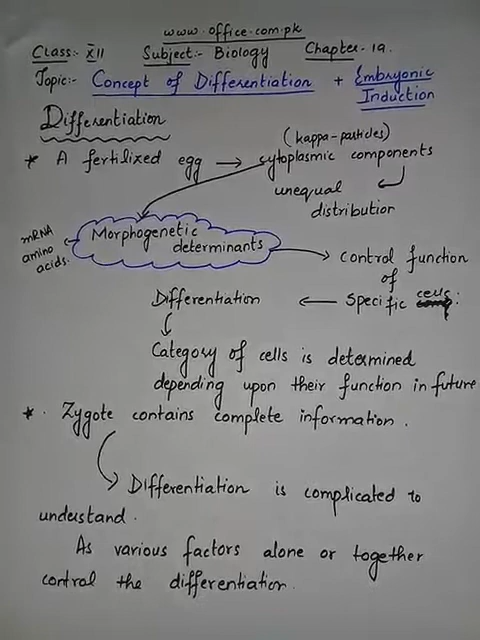 www.office.com.pk
Class:- XII Subject:- Biology Chapter-19.
Topic:- Concept of Differentiation + Embryonic
Induction
Differentiation
(kappa-particles)
* A fertilized egg → cytoplasmic components
unequal
distribution
mRNA
amino
acids.
Morphogenetic
determinants
control function
of
Differentiation ← specific cells:
Category of cells is determined
depending upon their function in future
* . Zygote contains complete information.
Differentiation is complicated to
understand.
As various factors alone or together
control the differentiation.